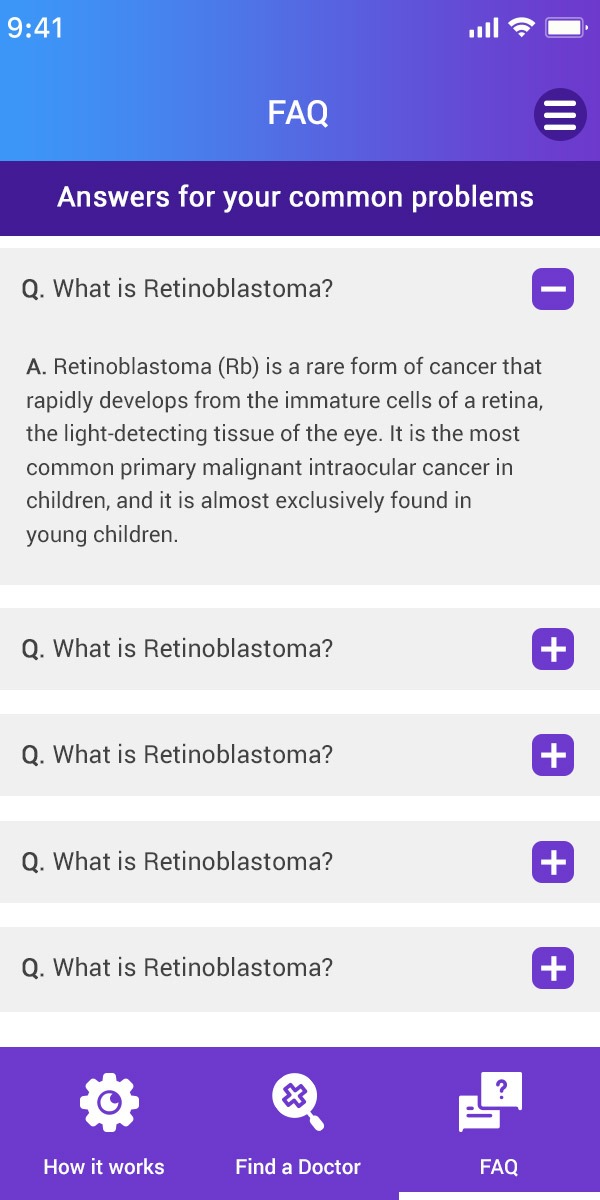 9:41
FAQ
Answers for your common problems
Q. What is Retinoblastoma?
A. Retinoblastoma (Rb) is a rare form of cancer that
rapidly develops from the immature cells of a retina,
the light-detecting tissue of the eye. It is the most
common primary malignant intraocular cancer in
children, and it is almost exclusively found in
young children.
Q. What is Retinoblastoma?
Q. What is Retinoblastoma?
Q. What is Retinoblastoma?
Q. What is Retinoblastoma?
?
How it works
Find a Doctor
FAQ